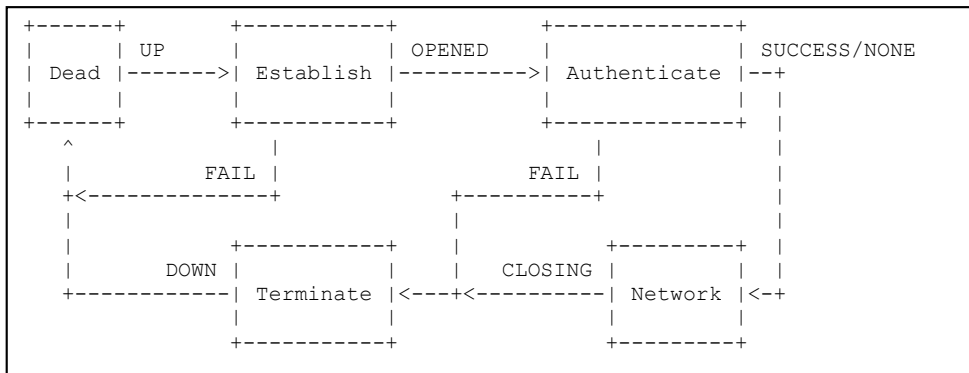 UP OPENED SUCCESS/NONE
Dead Establish Authenticate
FAIL FAIL
DOWN CLOSING
Terminate Network